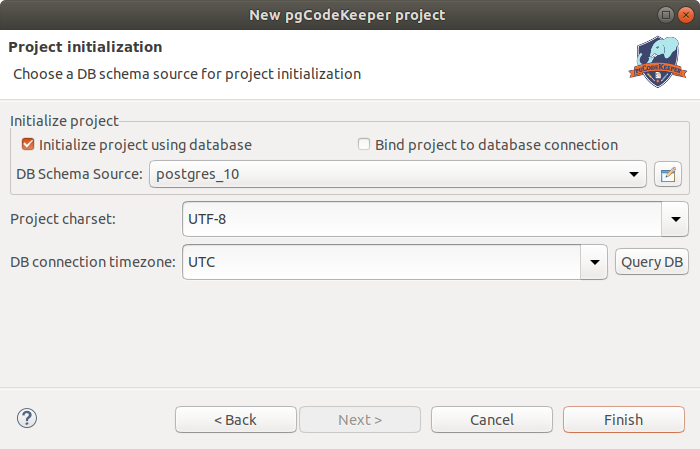 New pgCodeKeeper project
Project initialization
Choose a DB schema source for project initialization
pgCodeKeeper
Initialize project
Initialize project using database
Bind project to database connection
DB Schema Source: postgres_10
Project charset: UTF-8
DB connection timezone: UTC Query DB
? < Back Next > Cancel Finish